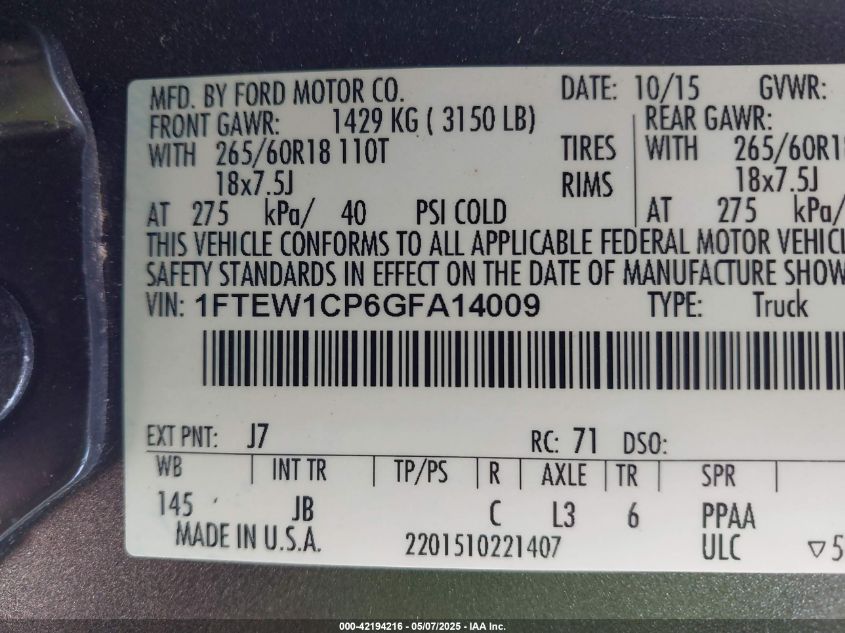 MFD. BY FORD MOTOR CO. DATE: 10/15 GVWR:
FRONT GAWR: 1429 KG ( 3150 LB) REAR GAWR:
WITH 265/60R18 110T TIRES WITH 265/60R1
18x7.5J RIMS 18x7.5J
AT 275 kPa/ 40 PSI COLD AT 275 kPa/
THIS VEHICLE CONFORMS TO ALL APPLICABLE FEDERAL MOTOR VEHICL
SAFETY STANDARDS IN EFFECT ON THE DATE OF MANUFACTURE SHOW
VIN: 1FTEW1CP6GFA14009 TYPE: Truck
EXT PNT: J7 RC: 71 DSO:
WB INT TR TP/PS R AXLE TR SPR
145 JB C L3 6 PPAA
MADE IN U.S.A. 2201510221407 ULC ▽5
000-42194216 - 05/07/2025 - IAA Inc.